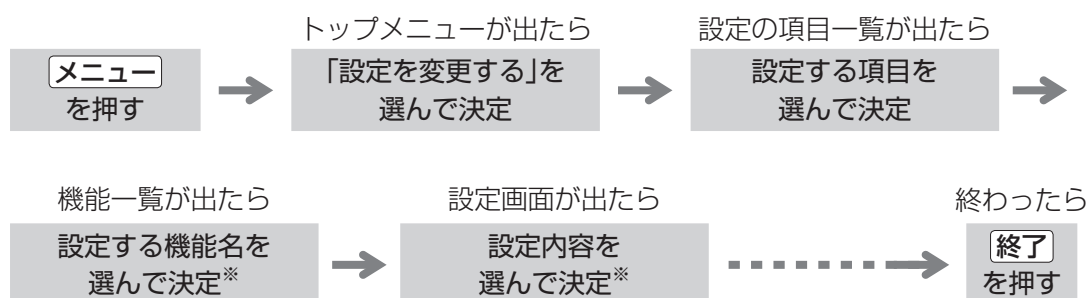 トップメニューが出たら
設定の項目一覧が出たら
メニュー
を押す
「設定を変更する」を
選んで決定
設定する項目を
選んで決定
機能一覧が出たら
設定画面が出たら
終わったら
設定する機能名を
選んで決定※
設定内容を
選んで決定※
終了
を押す